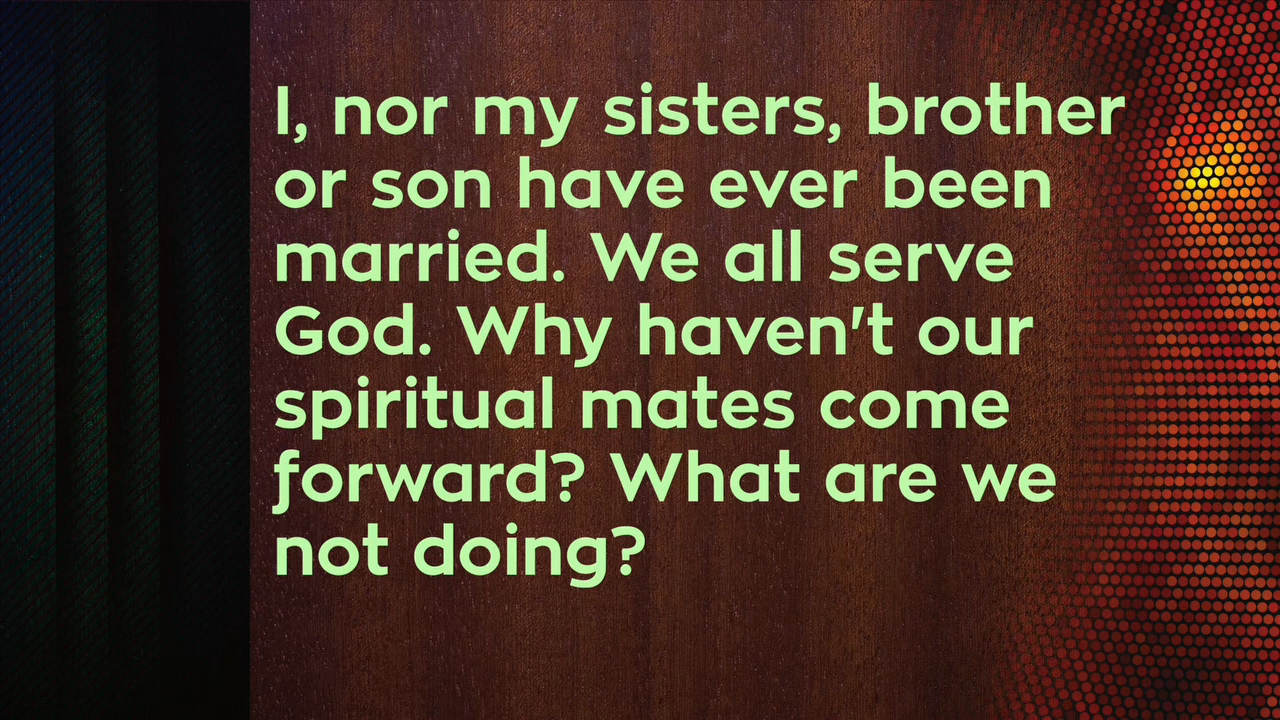 I, nor my sisters, brother
or son have ever been
married. We all serve
God. Why haven't our
spiritual mates come
forward? What are we
not doing?